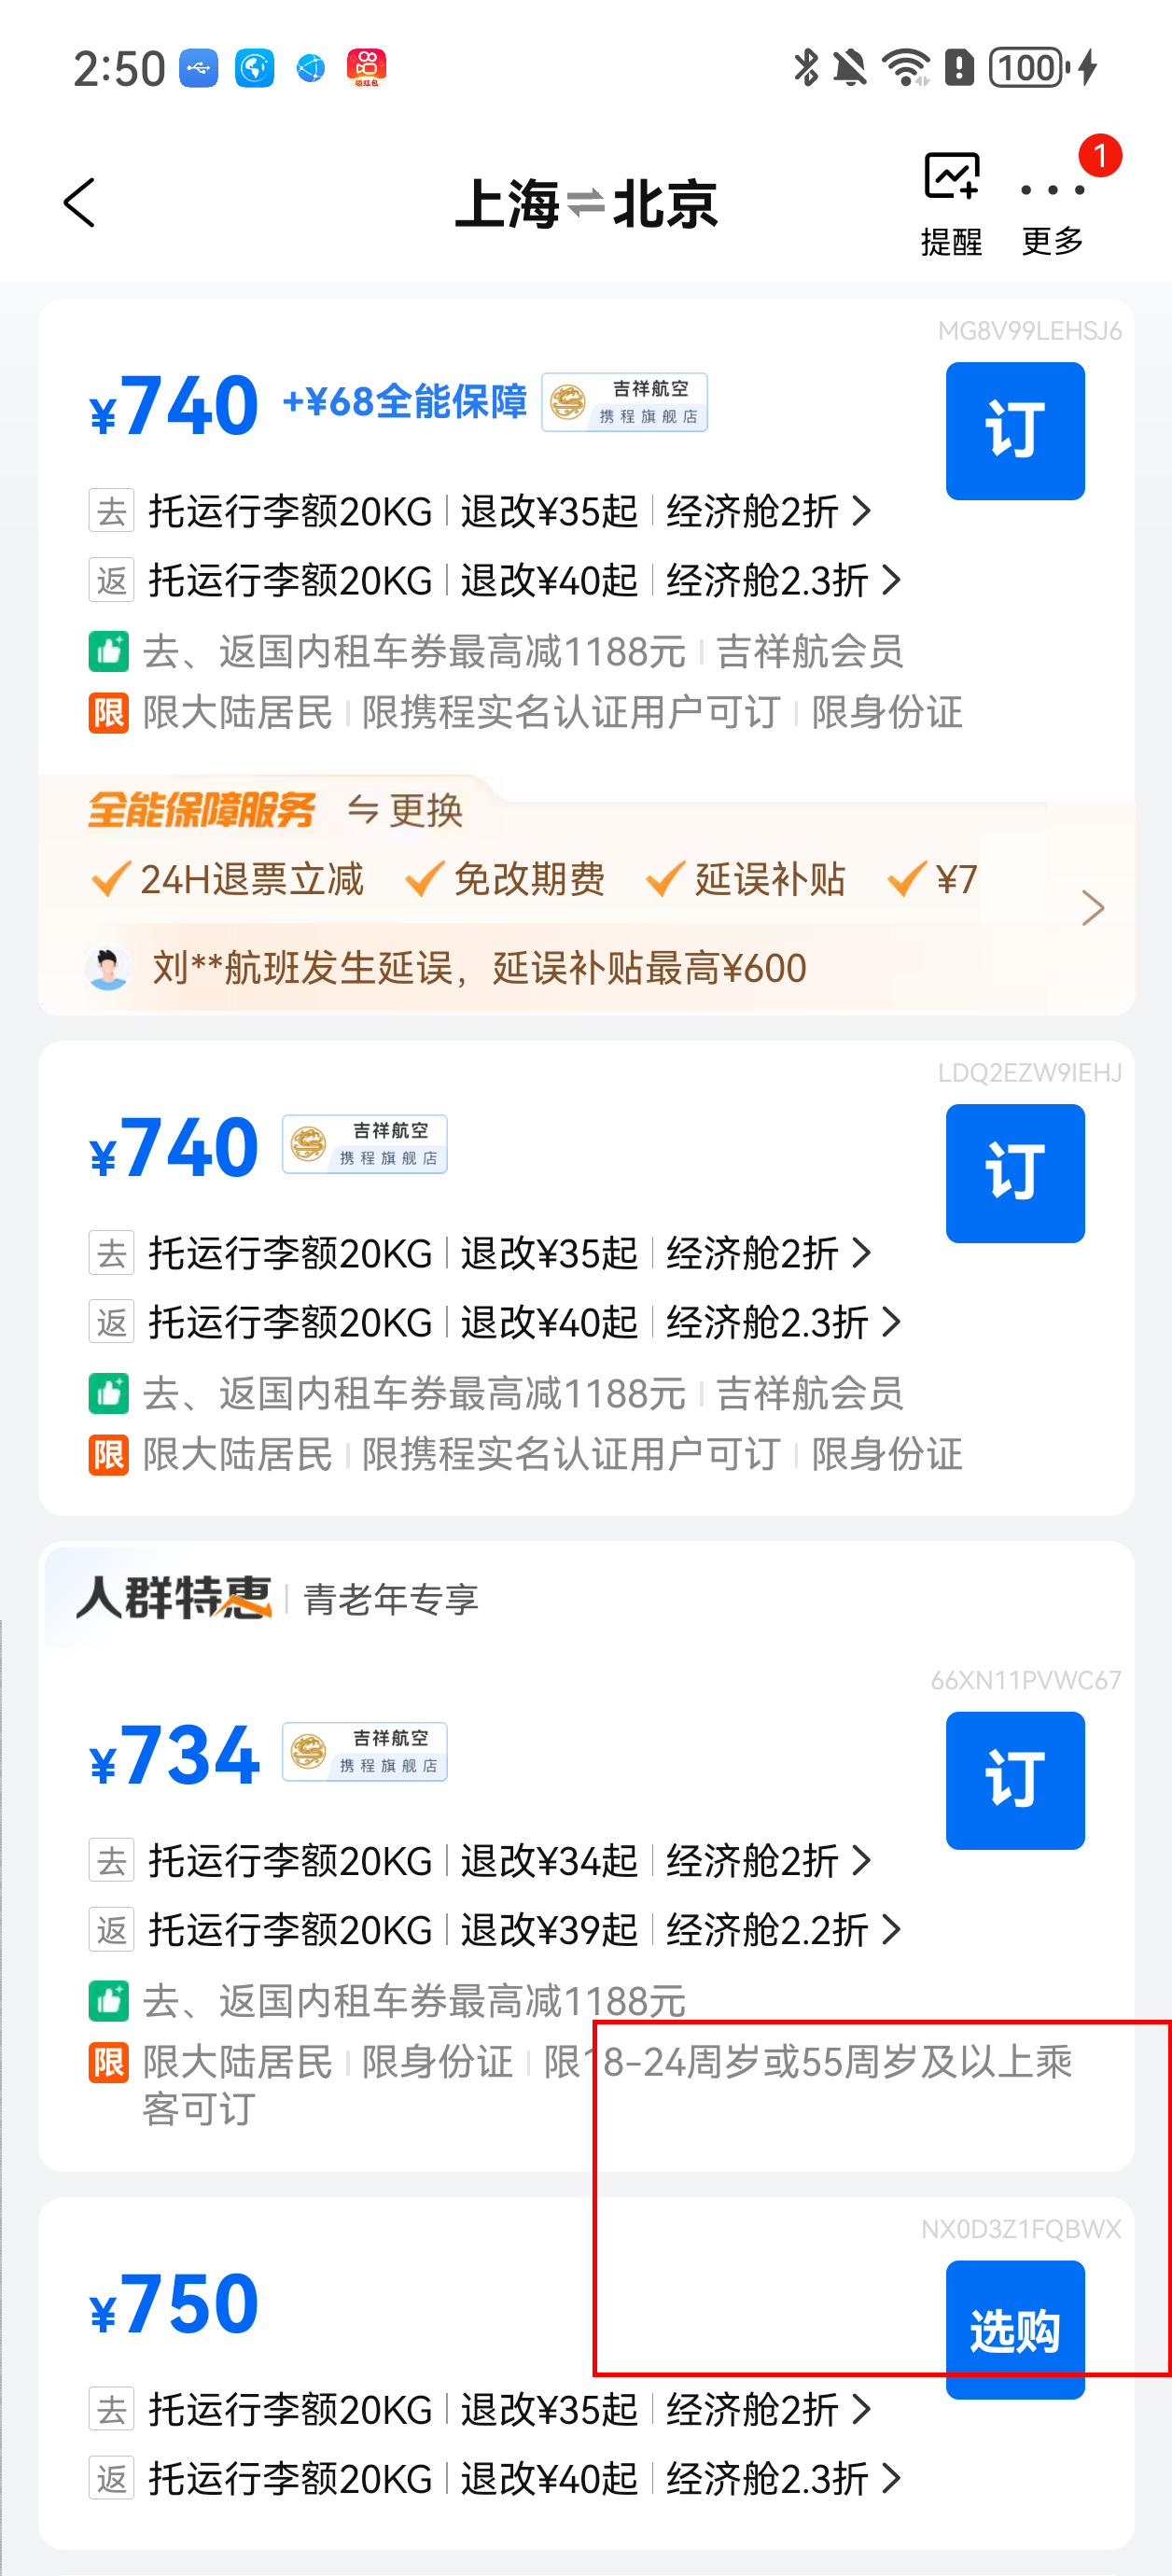 2:50
领红包
100
上海⇌北京
提醒
更多
1
MG8V99LEHSJ6
¥740 +¥68全能保障 吉祥航空
携程旗舰店
订
去 托运行李额20KG | 退改¥35起 | 经济舱2折 >
返 托运行李额20KG | 退改¥40起 | 经济舱2.3折 >
去、返国内租车券最高减1188元 | 吉祥航会员
限 限大陆居民 | 限携程实名认证用户可订 | 限身份证
全能保障服务 ⇋更换
24H退票立减 免改期费 延误补贴 ¥7
刘**航班发生延误，延误补贴最高¥600
LDQ2EZW9IEHJ
¥740 吉祥航空
携程旗舰店
订
去 托运行李额20KG | 退改¥35起 | 经济舱2折 >
返 托运行李额20KG | 退改¥40起 | 经济舱2.3折 >
去、返国内租车券最高减1188元 | 吉祥航会员
限 限大陆居民 | 限携程实名认证用户可订 | 限身份证
人群特惠 | 青老年专享
66XN11PVWC67
¥734 吉祥航空
携程旗舰店
订
去 托运行李额20KG | 退改¥34起 | 经济舱2折 >
返 托运行李额20KG | 退改¥39起 | 经济舱2.2折 >
去、返国内租车券最高减1188元
限 限大陆居民 | 限身份证 | 限18-24周岁或55周岁及以上乘
客可订
NX0D3Z1FQBWX
¥750
选购
去 托运行李额20KG | 退改¥35起 | 经济舱2折 >
返 托运行李额20KG | 退改¥40起 | 经济舱2.3折 >